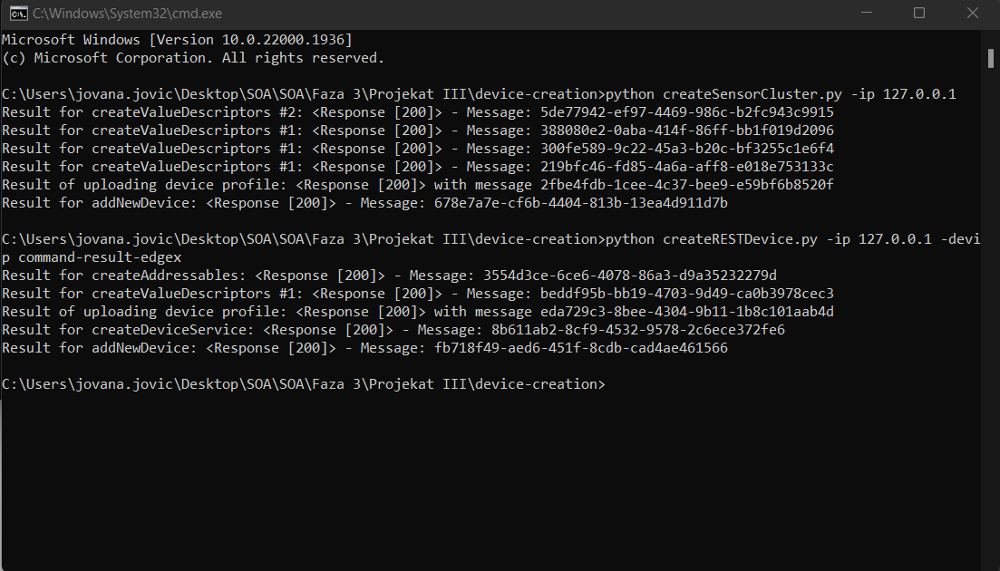 C:\Windows\System32\cmd.exe
Microsoft Windows [Version 10.0.22000.1936]
(c) Microsoft Corporation. All rights reserved.
C:\Users\jovana.jovic\Desktop\SOA\SOA\Faza 3\Projekat III\device-creation>python createSensorCluster.py -ip 127.0.0.1
Result for createValueDescriptors #2: <Response [200]> - Message: 5de77942-ef97-4469-986c-b2fc943c9915
Result for createValueDescriptors #1: <Response [200]> - Message: 388080e2-0aba-414f-86ff-bb1f019d2096
Result for createValueDescriptors #1: <Response [200]> - Message: 300fe589-9c22-45a3-b20c-bf3255c1e6f4
Result for createValueDescriptors #1: <Response [200]> - Message: 219bfc46-fd85-4a6a-aff8-e018e753133c
Result of uploading device profile: <Response [200]> with message 2fbe4fdb-1cee-4c37-bee9-e59bf6b8520f
Result for addNewDevice: <Response [200]> - Message: 678e7a7e-cf6b-4404-813b-13ea4d911d7b
C:\Users\jovana.jovic\Desktop\SOA\SOA\Faza 3\Projekat III\device-creation>python createRESTDevice.py -ip 127.0.0.1 -devi
p command-result-edgex
Result for createAddressables: <Response [200]> - Message: 3554d3ce-6ce6-4078-86a3-d9a35232279d
Result for createValueDescriptors #1: <Response [200]> - Message: beddf95b-bb19-4703-9d49-ca0b3978cec3
Result of uploading device profile: <Response [200]> with message eda729c3-8bee-4304-9b11-1b8c101aab4d
Result for createDeviceService: <Response [200]> - Message: 8b611ab2-8cf9-4532-9578-2c6ece372fe6
Result for addNewDevice: <Response [200]> - Message: fb718f49-aed6-451f-8cdb-cad4ae461566
C:\Users\jovana.jovic\Desktop\SOA\SOA\Faza 3\Projekat III\device-creation>